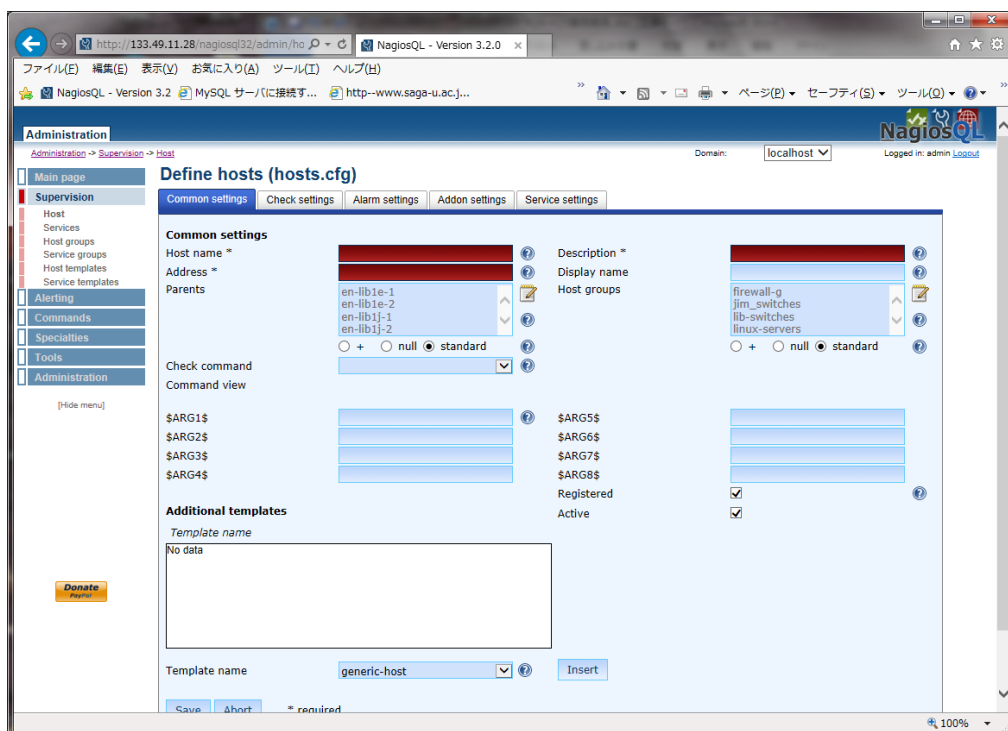 http://133.49.11.28/nagiosql32/admin/ho
NagiosQL - Version 3.2.0
ファイル(F) 編集(E) 表示(V) お気に入り(A) ツール(T) ヘルプ(H)
NagiosQL - Version 3.2 MySQL サーバに接続す... http--www.saga-u.ac.j... ページ(P) セーフティ(S) ツール(O)
Administration NagiosQL
Administration -> Supervision -> Host Domain: localhost Logged in: admin Logout
Main page
Supervision
Host
Services
Host groups
Service groups
Host templates
Service templates
Alerting
Commands
Specialties
Tools
Administration
[Hide menu]
Donate
PayPal
Define hosts (hosts.cfg)
Common settings Check settings Alarm settings Addon settings Service settings
Common settings
Host name * Description *
Address * Display name
Parents Host groups
en-lib1e-1 firewall-g
en-lib1e-2 jim_switches
en-lib1j-1 lib-switches
en-lib1j-2 linux-servers
+ null standard + null standard
Check command
Command view
$ARG1$ $ARG5$
$ARG2$ $ARG6$
$ARG3$ $ARG7$
$ARG4$ $ARG8$
Registered
Additional templates Active
Template name
No data
Template name generic-host Insert
Save Abort * required
100%